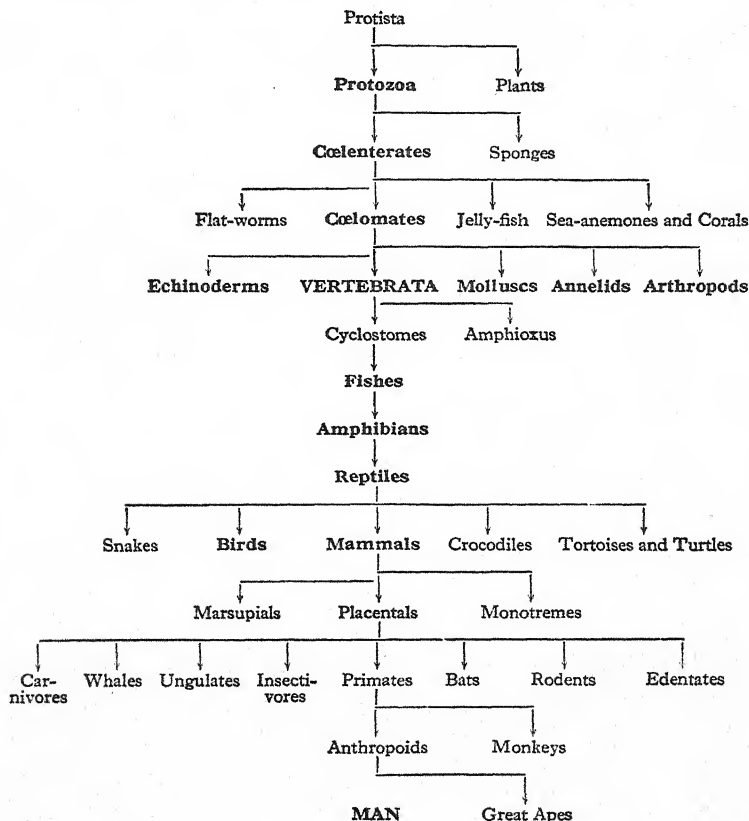 Protista
Protozoa Plants
Cœlenterates Sponges
Flat-worms Cœlomates Jelly-fish Sea-anemones and Corals
Echinoderms VERTEBRATA Molluscs Annelids Arthropods
Cyclostomes Amphioxus
Fishes
Amphibians
Reptiles
Snakes Birds Mammals Crocodiles Tortoises and Turtles
Marsupials Placentals Monotremes
Car- Whales Ungulates Insecti- Primates Bats Rodents Edentates
nivores vores
Anthropoids Monkeys
MAN Great Apes